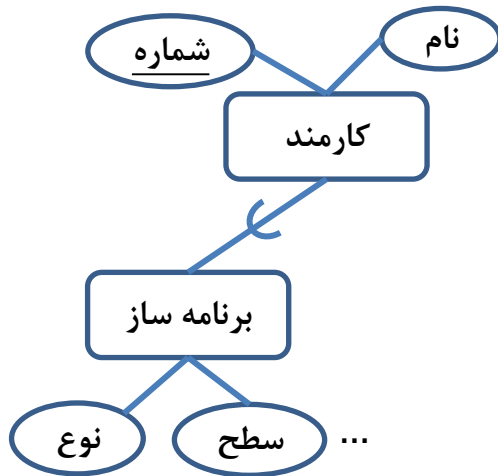 نام
شماره
کارمند
برنامه ساز
نوع
سطح
...